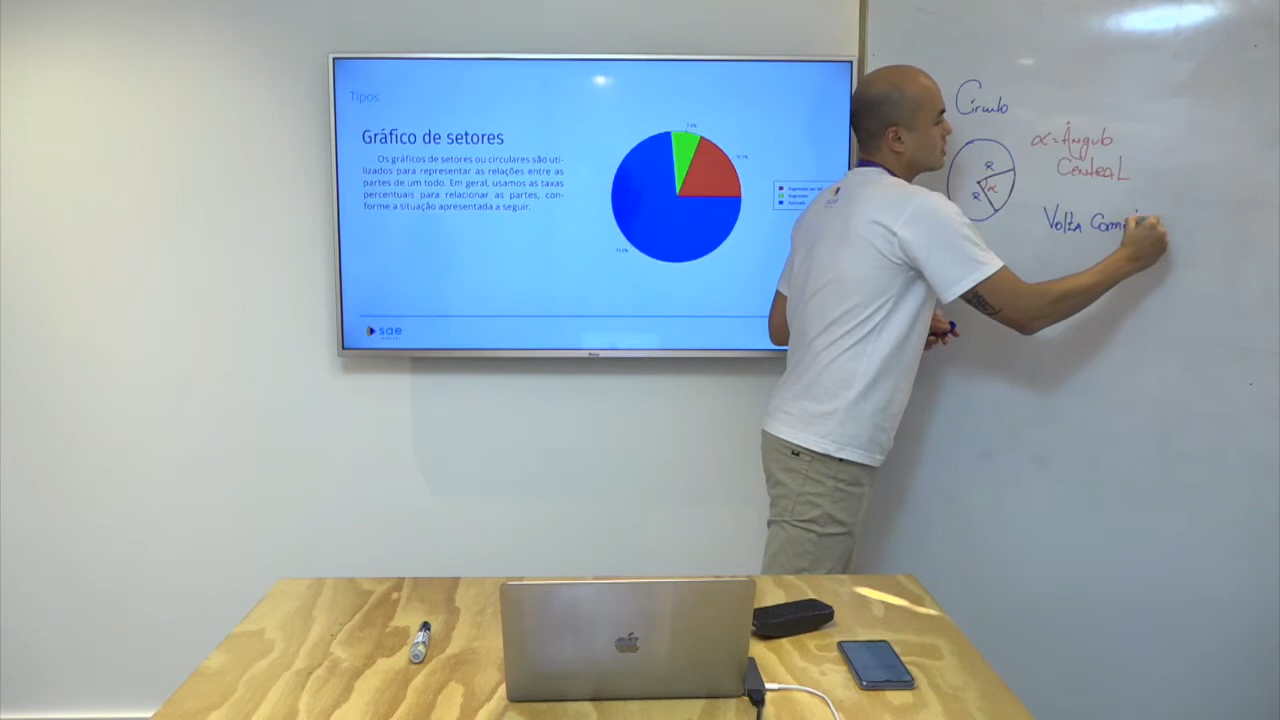 Tipos
Gráfico de setores
Os gráficos de setores ou circulares são uti-
lizados para representar as relações entre as
partes de um todo. Em geral, usamos as taxas
percentuais para relacionar as partes, con-
forme a situação apresentada a seguir.
sae
Círculo
α=Ângulo
Central
R
α
R
Volta